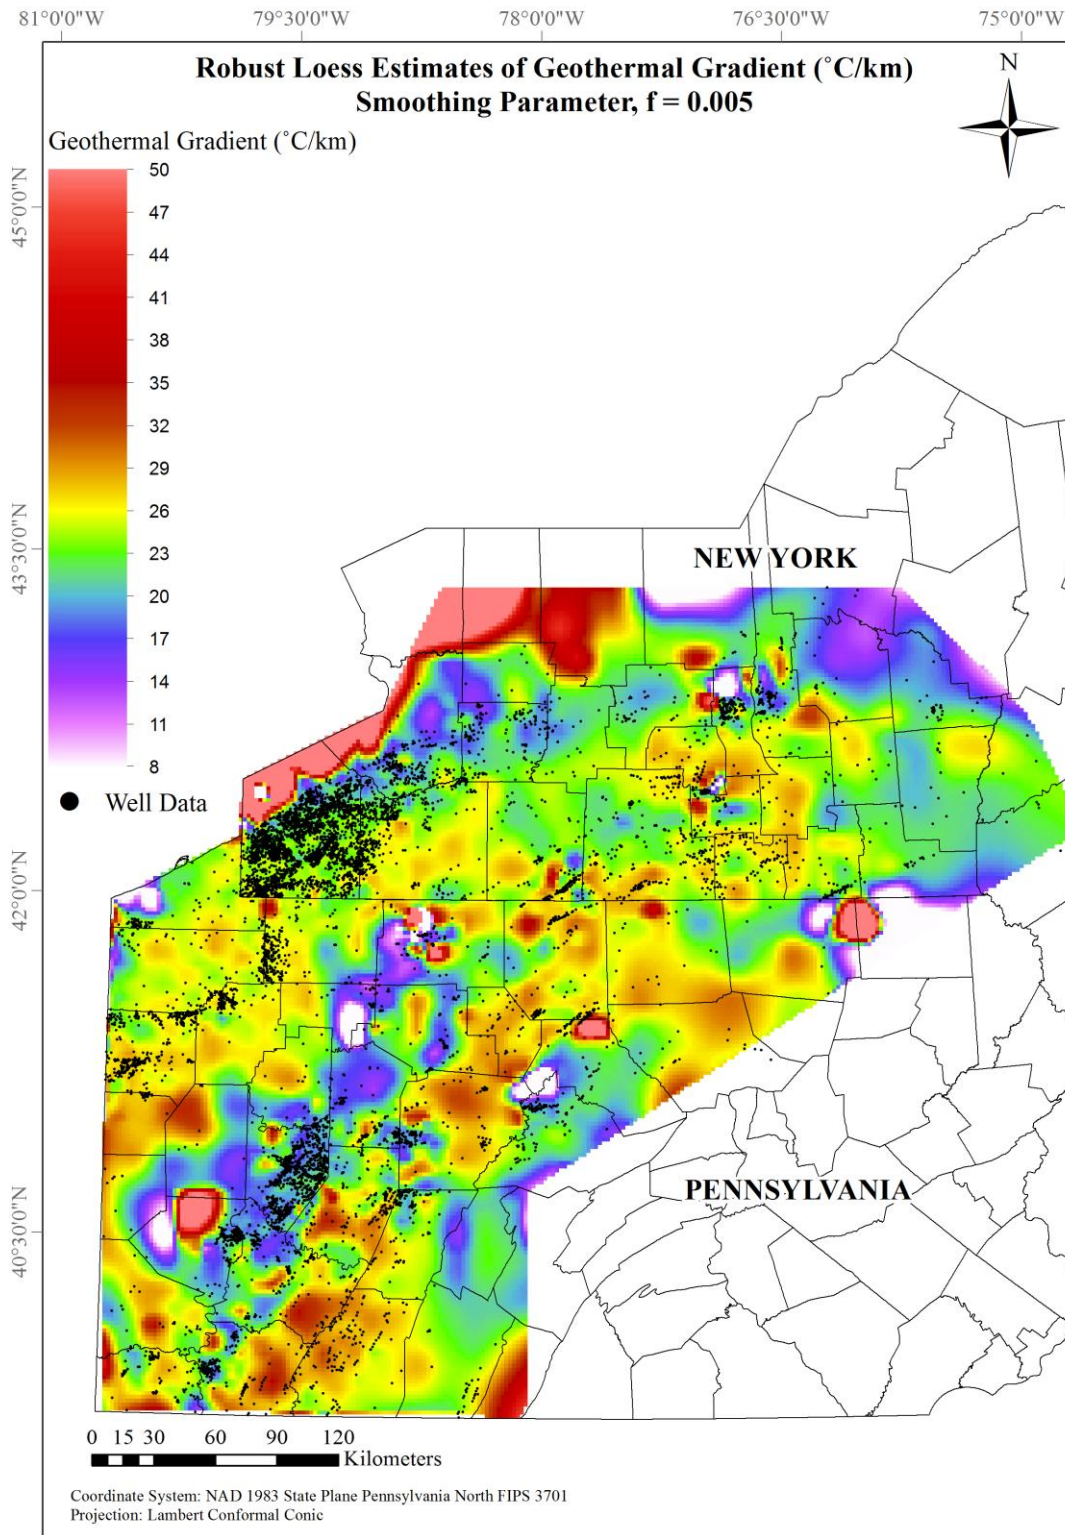 81°0'0"W 79°30'0"W 78°0'0"W 76°30'0"W 75°0'0"W
Robust Loess Estimates of Geothermal Gradient (˚C/km)
Smoothing Parameter, f = 0.005
N
Geothermal Gradient (˚C/km)
50
47
44
41
38
35
32
29
26
23
20
17
14
11
8
Well Data
45°0'0"N
43°30'0"N
42°0'0"N
40°30'0"N
NEW YORK
PENNSYLVANIA
0 15 30 60 90 120
Kilometers
Coordinate System: NAD 1983 State Plane Pennsylvania North FIPS 3701
Projection: Lambert Conformal Conic